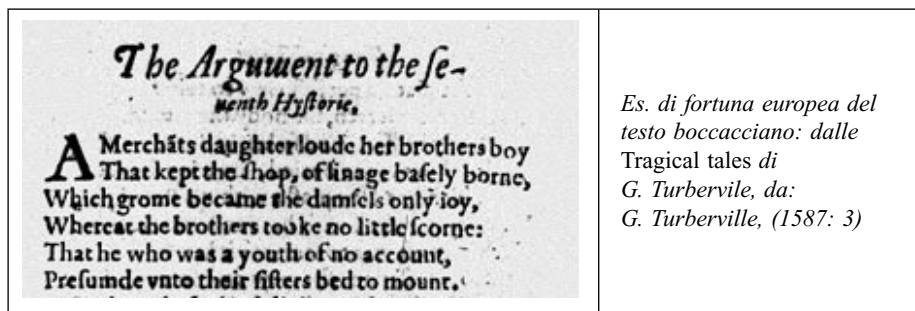 The Argument to the ſe-
uenth Hyſtorie.
A Merchāts daughter loude her brothers boy
That kept the ſhop, of linage baſely borne,
Which grome became the damſels only ioy,
Whereat the brothers tooke no little ſcorne:
That he who was a youth of no account,
Preſumde vnto their ſiſters bed to mount.
Es. di fortuna europea del
testo boccacciano: dalle
Tragical tales di
G. Turbervile, da:
G. Turberville, (1587: 3)